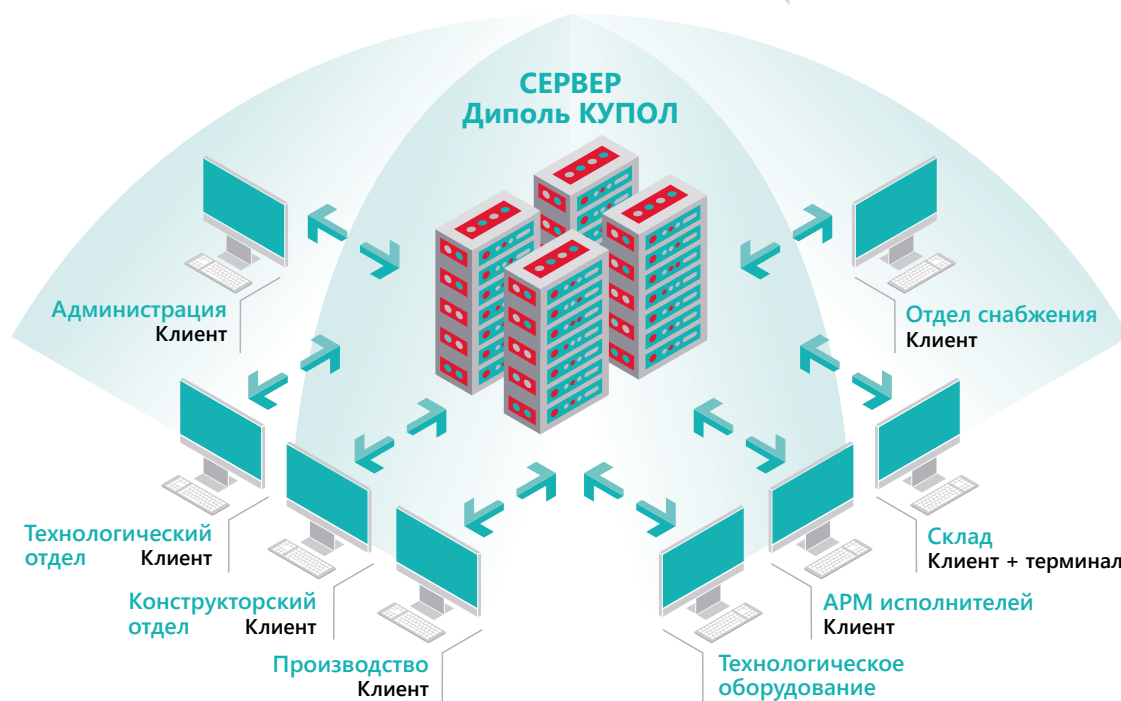 СЕРВЕР
Диполь КУПОЛ
Администрация
Клиент
Отдел снабжения
Клиент
Технологический
отдел Клиент
Склад
Клиент + терминал
Конструкторский
отдел Клиент
АРМ исполнителей
Клиент
Производство
Клиент
Технологическое
оборудование